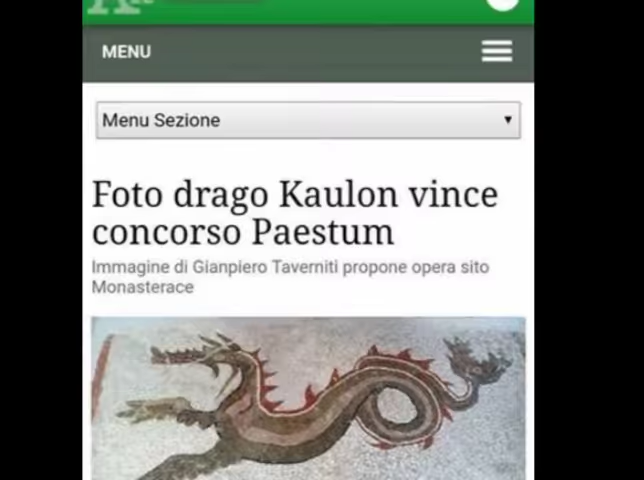 MENU
Menu Sezione
Foto drago Kaulon vince
concorso Paestum
Immagine di Gianpiero Taverniti propone opera sito
Monasterace